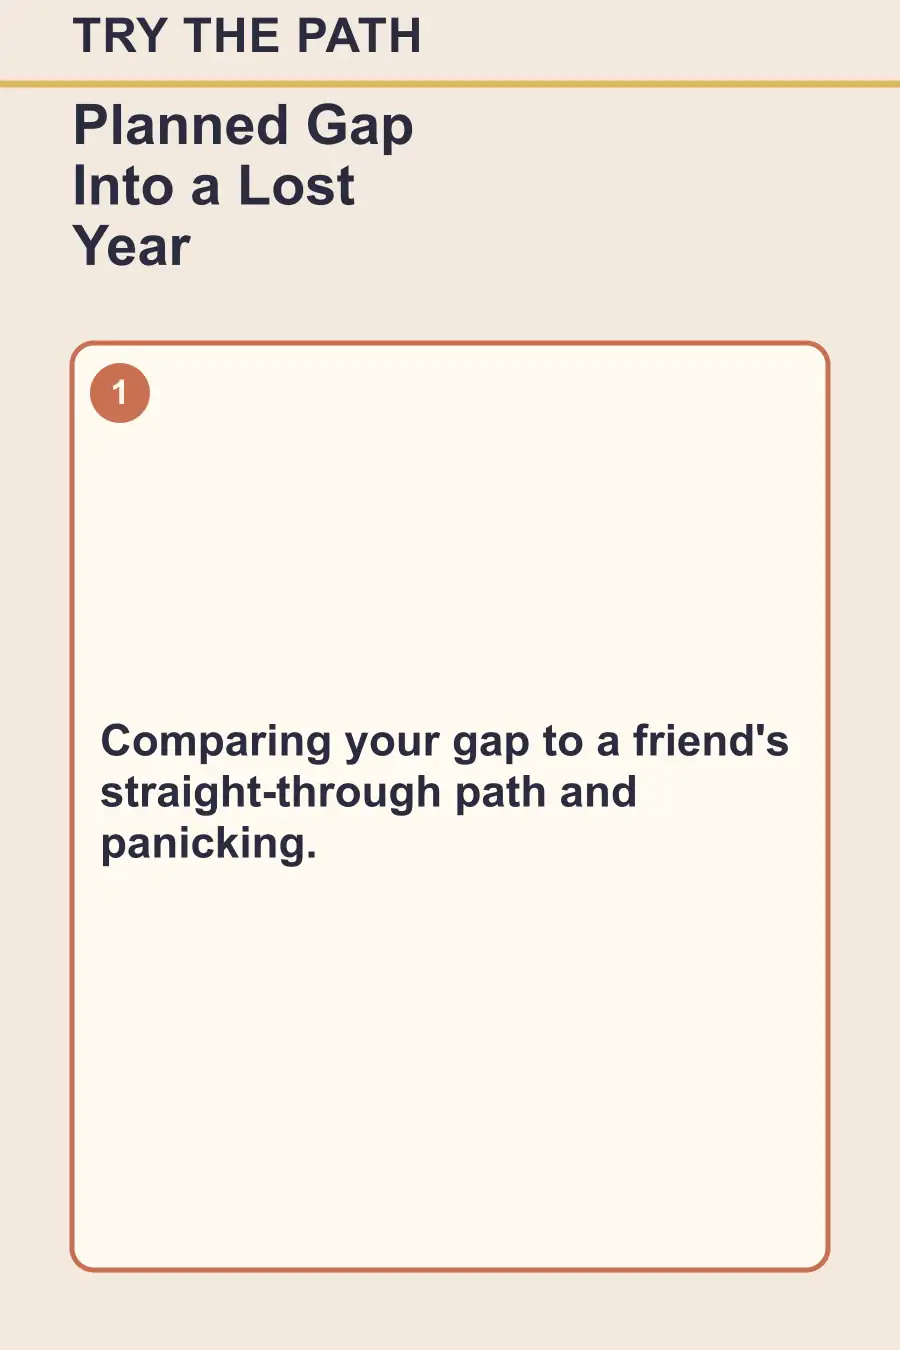 TRY THE PATH
Planned Gap
Into a Lost
Year
1
Comparing your gap to a friend's
straight-through path and
panicking.